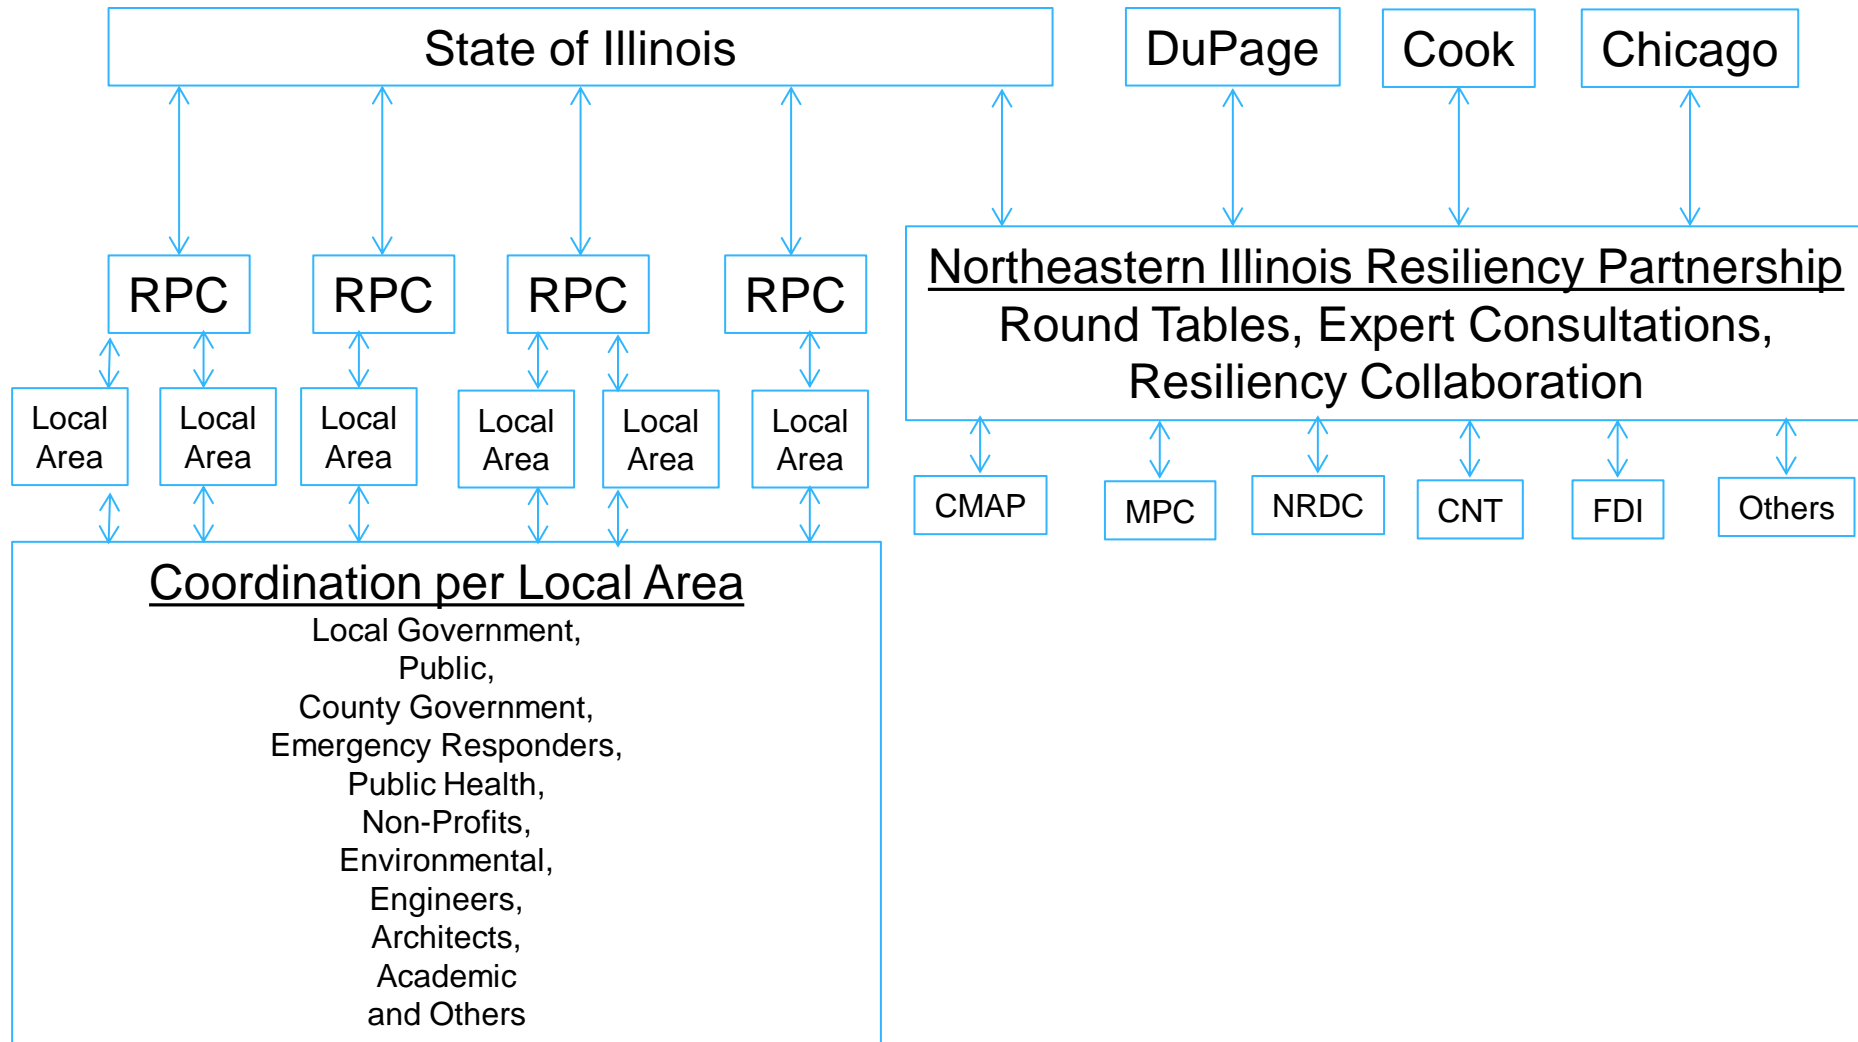 State of Illinois
DuPage
Cook
Chicago
RPC
RPC
RPC
RPC
Northeastern Illinois Resiliency Partnership
Round Tables, Expert Consultations,
Resiliency Collaboration
Local
Area
Local
Area
Local
Area
Local
Area
Local
Area
Local
Area
CMAP
MPC
NRDC
CNT
FDI
Others
Coordination per Local Area
Local Government,
Public,
County Government,
Emergency Responders,
Public Health,
Non-Profits,
Environmental,
Engineers,
Architects,
Academic
and Others